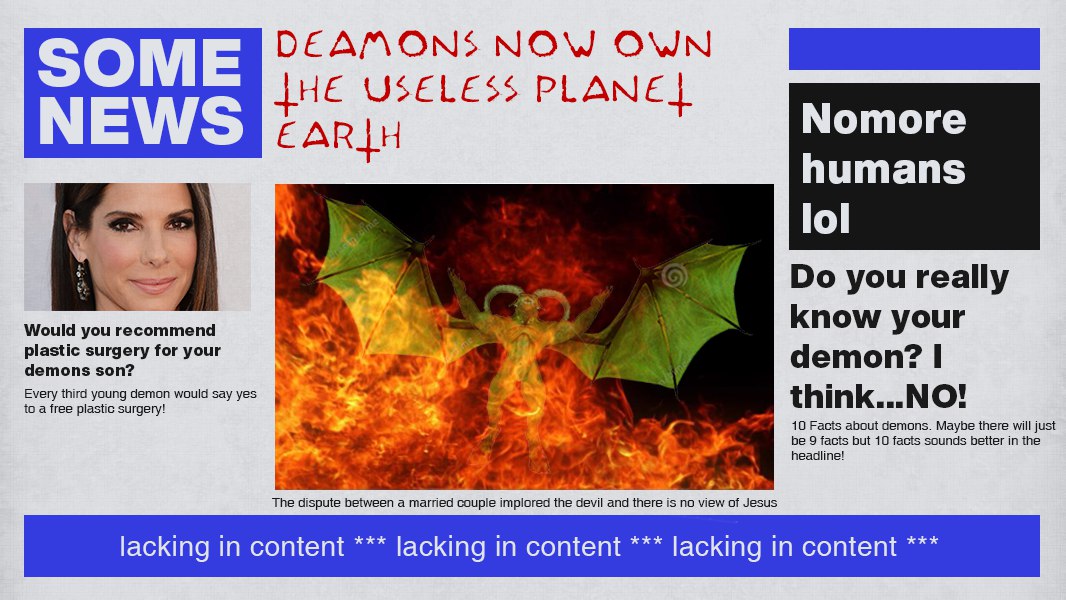 SOME
NEWS
DEAMONS NOW OWN
THE USELESS PLANET
EARTH
Nomore
humans
lol
Would you recommend
plastic surgery for your
demons son?
Every third young demon would say yes
to a free plastic surgery!
The dispute between a married couple implored the devil and there is no view of Jesus
Do you really
know your
demon? I
think...NO!
10 Facts about demons. Maybe there will just
be 9 facts but 10 facts sounds better in the
headline!
lacking in content *** lacking in content *** lacking in content ***